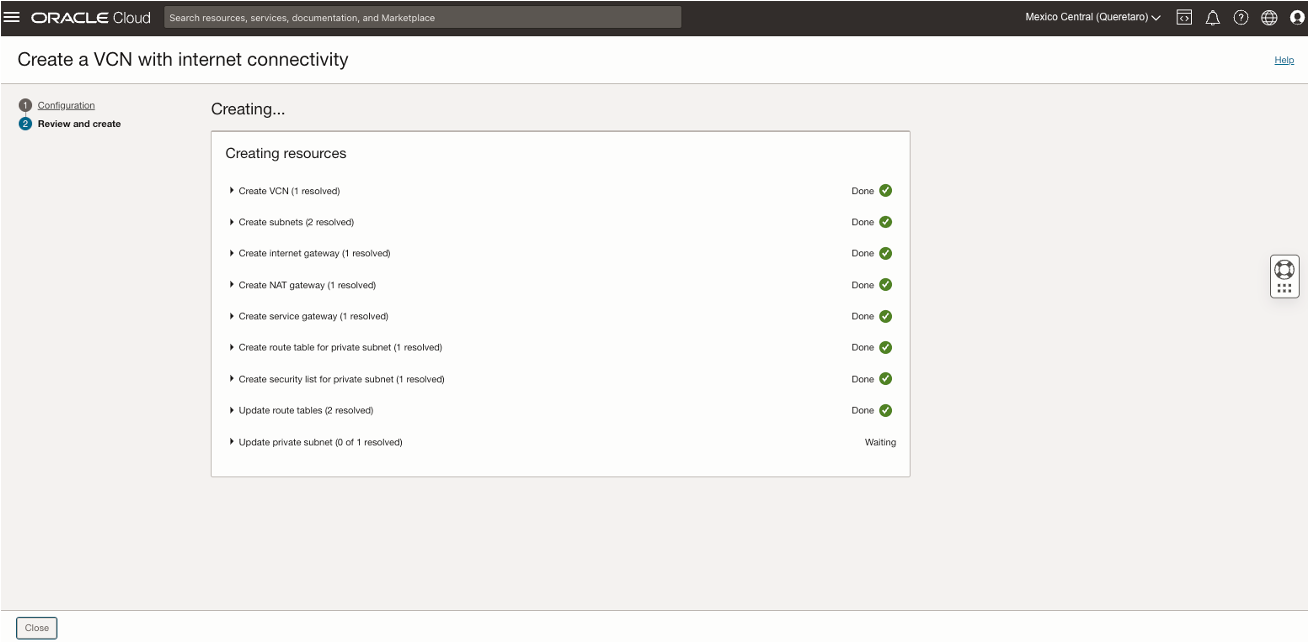 ORACLE Cloud
Search resources, services, documentation, and Marketplace
Mexico Central (Queretaro)
Create a VCN with internet connectivity
Help
1 Configuration
2 Review and create
Creating...
Creating resources
Create VCN (1 resolved) Done
Create subnets (2 resolved) Done
Create internet gateway (1 resolved) Done
Create NAT gateway (1 resolved) Done
Create service gateway (1 resolved) Done
Create route table for private subnet (1 resolved) Done
Create security list for private subnet (1 resolved) Done
Update route tables (2 resolved) Done
Update private subnet (0 of 1 resolved) Waiting
Close